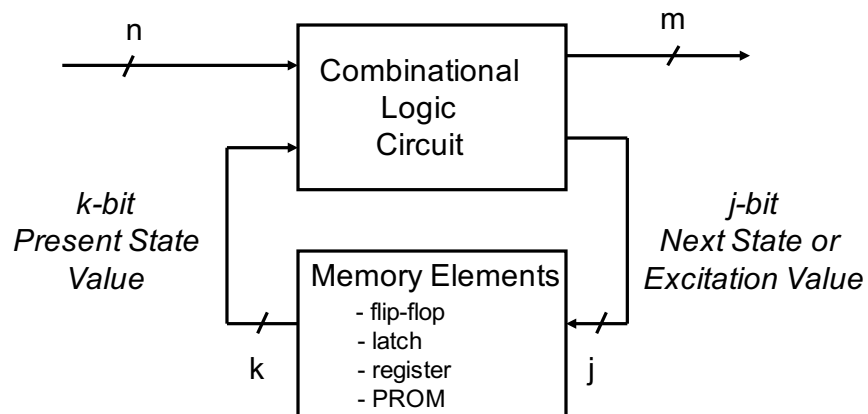 n
m
Combinational
Logic
Circuit
k-bit
Present State
Value
j-bit
Next State or
Excitation Value
Memory Elements
- flip-flop
- latch
- register
- PROM
k
j